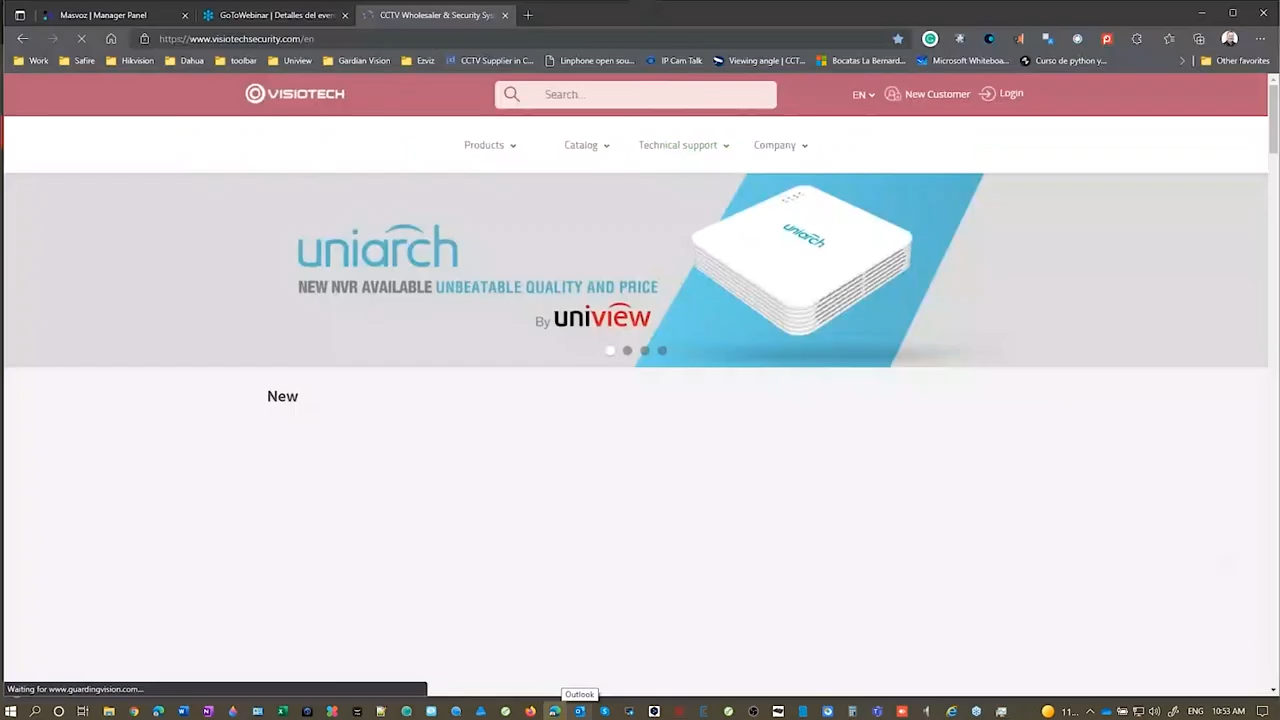 Masvoz | Manager Panel
GoToWebinar | Detalles del even
CCTV Wholesaler & Security Sys
https://www.visiotechsecurity.com/en
Work
Safire
Hikvision
Dahua
toolbar
Uniview
Gardian Vision
Ezviz
CCTV Supplier in C...
Linphone open sou...
IP Cam Talk
Viewing angle | CCT...
Bocatas La Bernard...
Microsoft Whiteboa...
Curso de python y...
Other favorites
VISIOTECH
Search...
EN
New Customer
Login
Products
Catalog
Technical support
Company
uniarch
NEW NVR AVAILABLE UNBEATABLE QUALITY AND PRICE
By uniview
uniarch
New
Waiting for www.guardingvision.com...
Outlook
11...
ENG
10:53 AM